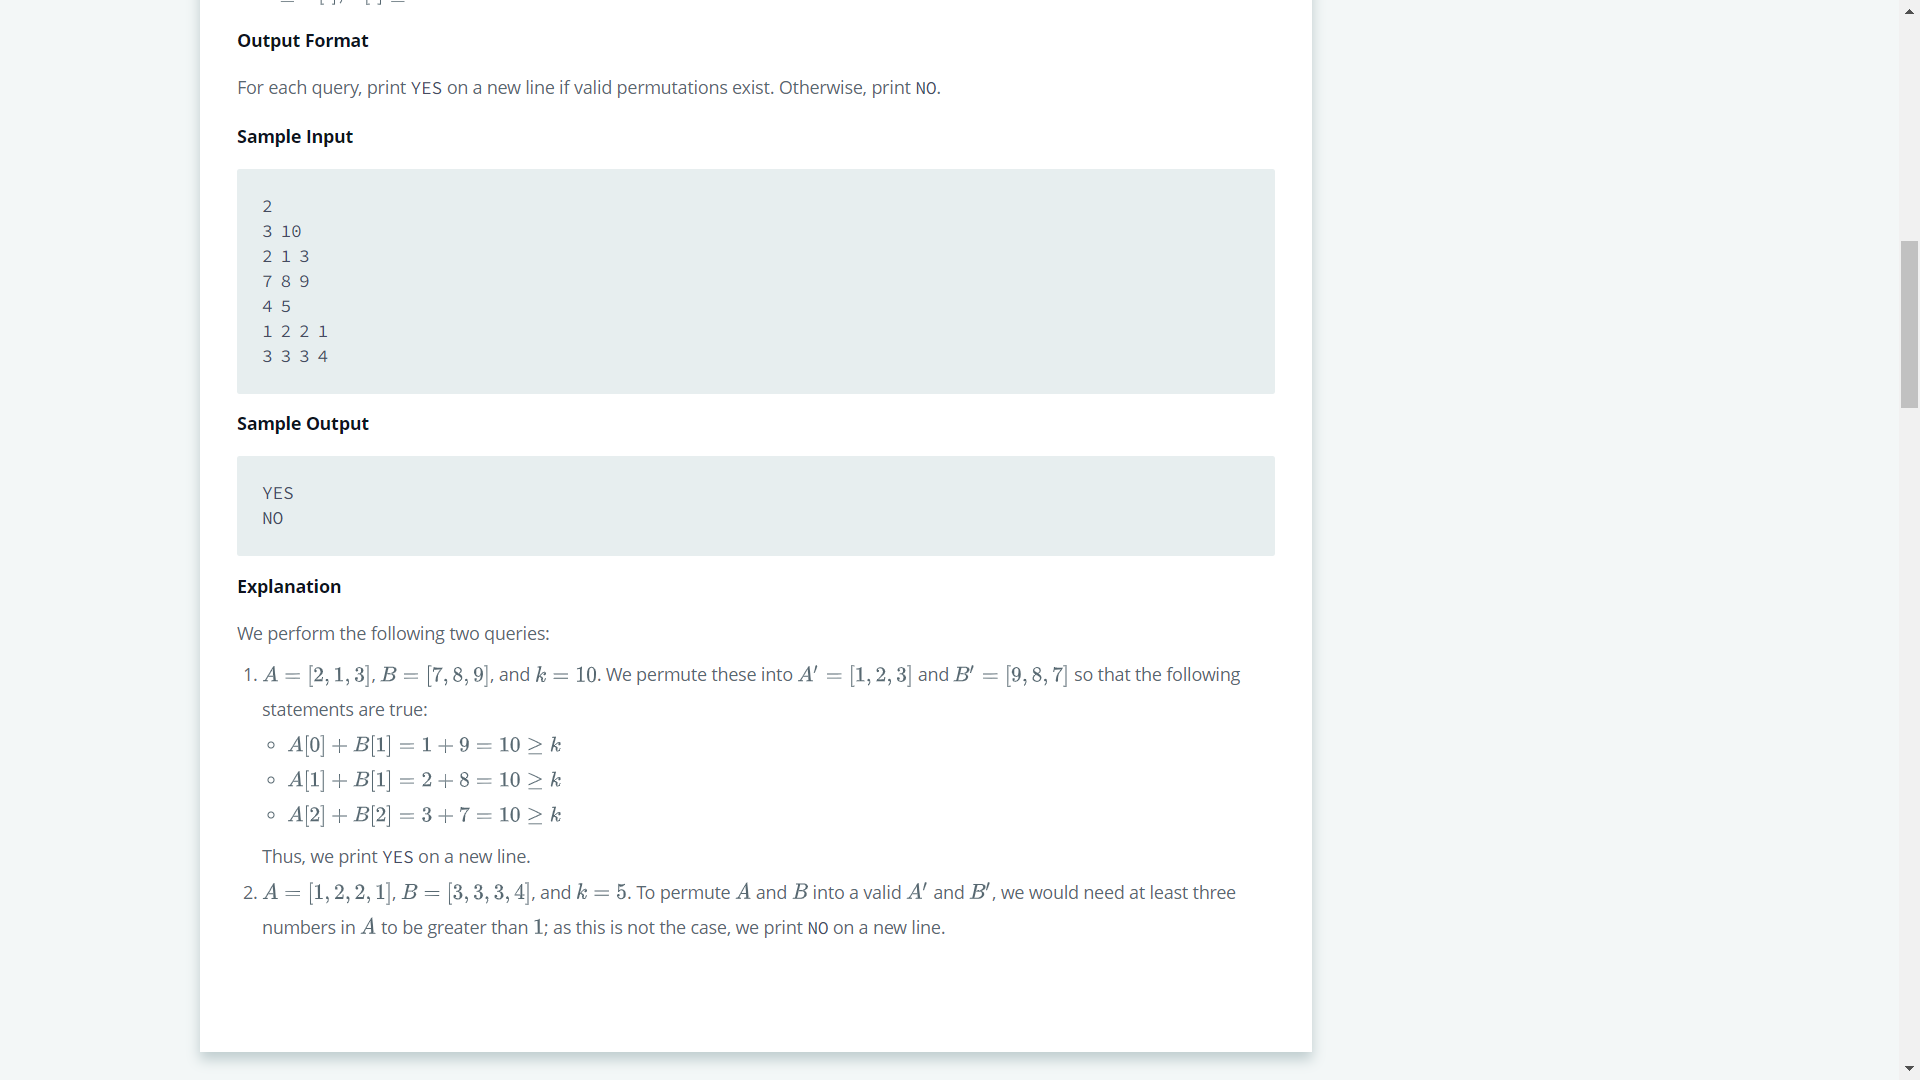 Output Format
For each query, print YES on a new line if valid permutations exist. Otherwise, print NO.
Sample Input
2
3 10
2 1 3
7 8 9
4 5
1 2 2 1
3 3 3 4
Sample Output
YES
NO
Explanation
We perform the following two queries:
1. A = [2, 1, 3], B = [7, 8, 9], and k = 10. We permute these into A′ = [1, 2, 3] and B′ = [9, 8, 7] so that the following
statements are true:
∘ A[0] + B[1] = 1 + 9 = 10 ≥ k
∘ A[1] + B[1] = 2 + 8 = 10 ≥ k
∘ A[2] + B[2] = 3 + 7 = 10 ≥ k
Thus, we print YES on a new line.
2. A = [1, 2, 2, 1], B = [3, 3, 3, 4], and k = 5. To permute A and B into a valid A′ and B′, we would need at least three
numbers in A to be greater than 1; as this is not the case, we print NO on a new line.